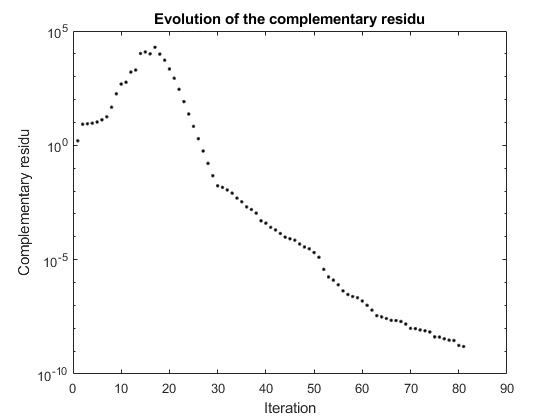 Evolution of the complementary residu
Complementary residu
10^5
10^0
10^-5
10^-10
0 10 20 30 40 50 60 70 80 90
Iteration